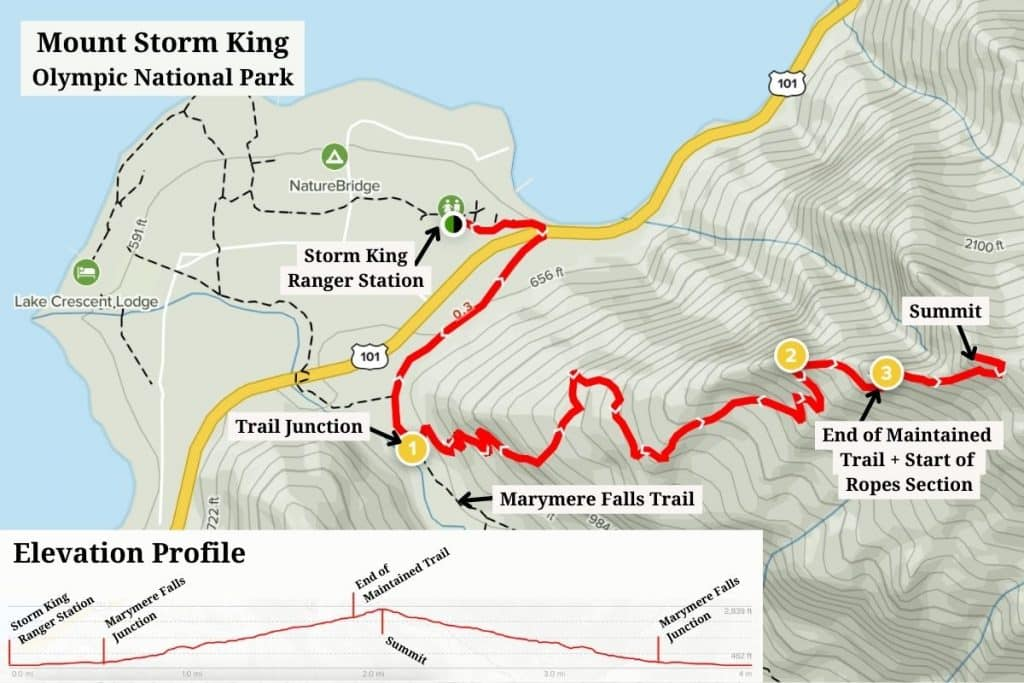 Mount Storm King
Olympic National Park
101
NatureBridge
Storm King
Ranger Station
591 ft
Lake Crescent Lodge
656 ft
0.3
2100 ft
Summit
101
2
3
Trail Junction
1
End of Maintained
Trail + Start of
Ropes Section
Marymere Falls Trail
722 ft
984
ft
Elevation Profile
Storm King
Ranger Station
Marymere Falls
Junction
End of
Maintained Trail
Summit
Marymere Falls
Junction
462 ft
0.0 mi
1.0 mi
2.0 mi
3.0 mi
4 m